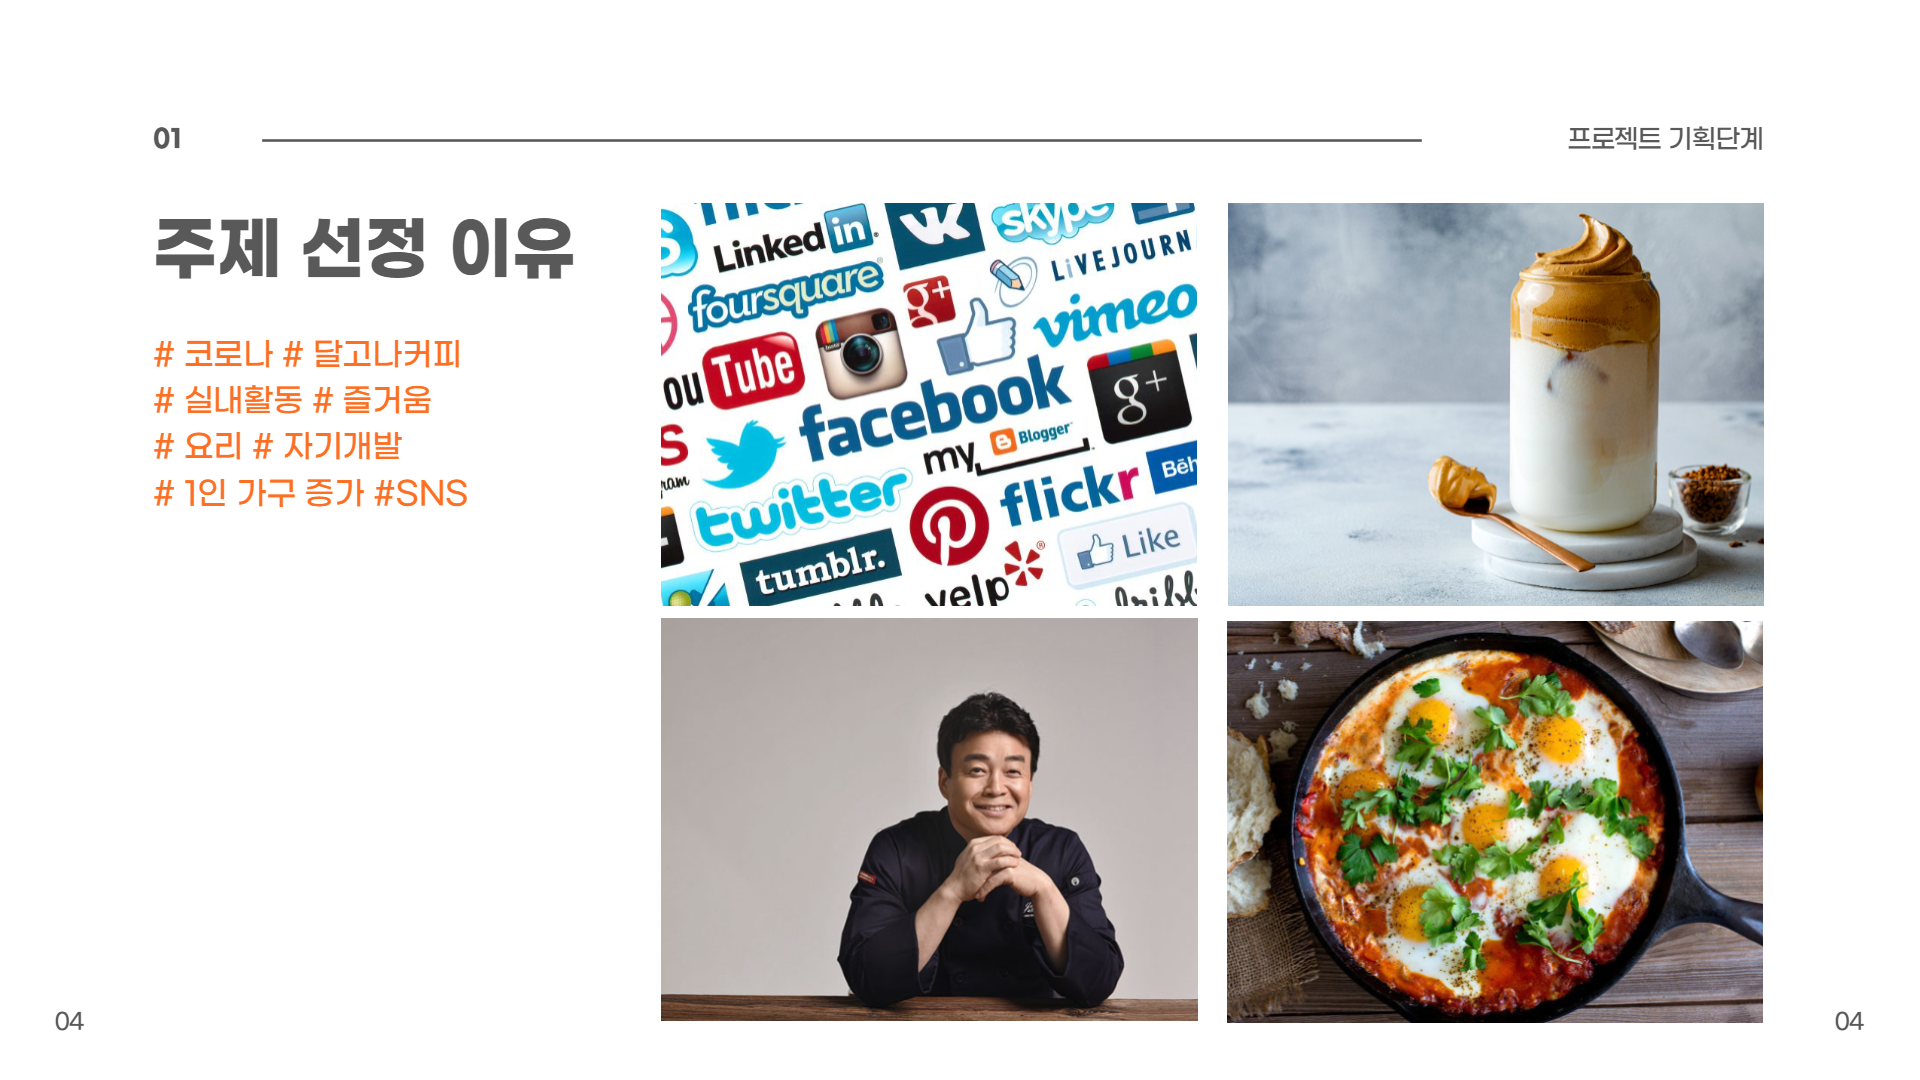 01
프로젝트 기획단계
주제 선정 이유
# 코로나 # 달고나커피
# 실내활동 # 즐거움
# 요리 # 자기개발
# 1인 가구 증가 #SNS
Linked in
VK
skype
foursquare
g+
LiVEJOURN
ou Tube
vimeo
facebook
g+
my
Blogger
twitter
flickr
Bēh
tumblr.
Like
yelp
04
04